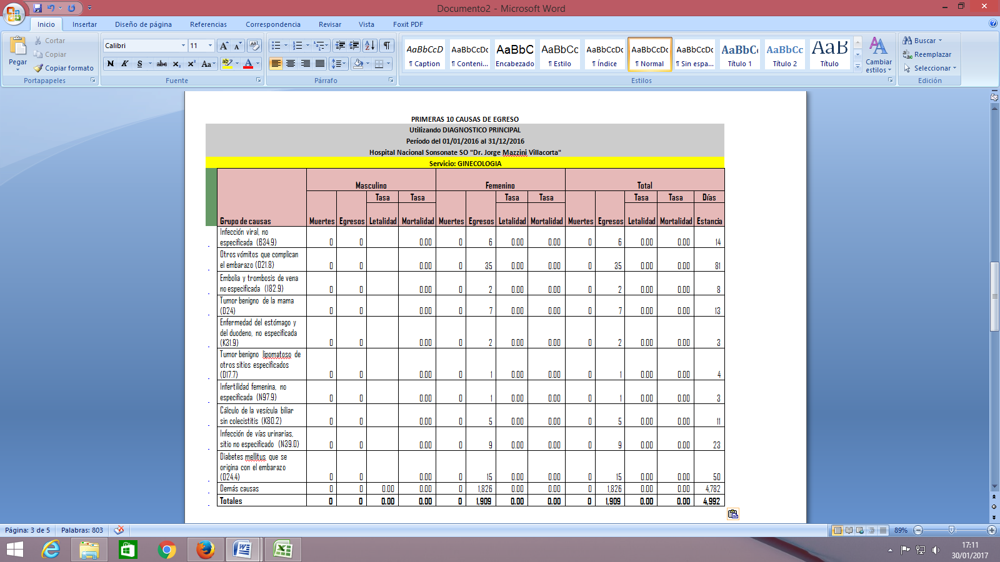 Documento2 - Microsoft Word
Inicio Insertar Diseño de página Referencias Correspondencia Revisar Vista Foxit PDF
Pegar
Cortar
Copiar
Copiar formato
Portapapeles
Calibri 11
N K S abc x₂ x² Aa
Fuente
Párrafo
AaBbCcD AaBbCcDc AaBbC AaBbCc AaBbCcDc AaBbCcDc AaBbCcDc AaBbCc AaBbCc AaB
¶ Caption ¶ Conteni... Encabezado ¶ Estilo ¶ Índice ¶ Normal ¶ Sin espa... Título 1 Título 2 Título
Cambiar estilos
Estilos
Buscar
Reemplazar
Seleccionar
Edición
PRIMERAS 10 CAUSAS DE EGRESO
Utilizando DIAGNOSTICO PRINCIPAL
Período del 01/01/2016 al 31/12/2016
Hospital Nacional Sonsonate SO "Dr. Jorge Mazzini Villacorta"
Servicio: GINECOLOGIA
Masculino Femenino Total
Tasa Tasa Tasa Tasa Tasa Tasa Días
Grupo de causas Muertes Egresos Letalidad Mortalidad Muertes Egresos Letalidad Mortalidad Muertes Egresos Letalidad Mortalidad Estancia
Infección viral, no
especificada (B34.9) 0 0 0.00 0 6 0.00 0.00 0 6 0.00 0.00 14
Otros vómitos que complican
el embarazo (O21.8) 0 0 0.00 0 35 0.00 0.00 0 35 0.00 0.00 81
Embolia y trombosis de vena
no especificada (I82.9) 0 0 0.00 0 2 0.00 0.00 0 2 0.00 0.00 8
Tumor benigno de la mama
(D24) 0 0 0.00 0 7 0.00 0.00 0 7 0.00 0.00 13
Enfermedad del estómago y
del duodeno, no especificada
(K31.9) 0 0 0.00 0 2 0.00 0.00 0 2 0.00 0.00 3
Tumor benigno lipomatoso de
otros sitios especificados
(D17.7) 0 0 0.00 0 1 0.00 0.00 0 1 0.00 0.00 4
Infertilidad femenina, no
especificada (N97.9) 0 0 0.00 0 1 0.00 0.00 0 1 0.00 0.00 3
Cálculo de la vesícula biliar
sin colecistitis (K80.2) 0 0 0.00 0 5 0.00 0.00 0 5 0.00 0.00 11
Infección de vías urinarias,
sitio no especificado (N39.0) 0 0 0.00 0 9 0.00 0.00 0 9 0.00 0.00 23
Diabetes mellitus que se
origina con el embarazo
(O24.4) 0 0 0.00 0 15 0.00 0.00 0 15 0.00 0.00 50
Demás causas 0 0 0.00 0.00 0 1,826 0.00 0.00 0 1,826 0.00 0.00 4,782
Totales 0 0 0.00 0.00 0 1,909 0.00 0.00 0 1,909 0.00 0.00 4,992
Página: 3 de 5 Palabras: 803 89%
17:11
30/01/2017